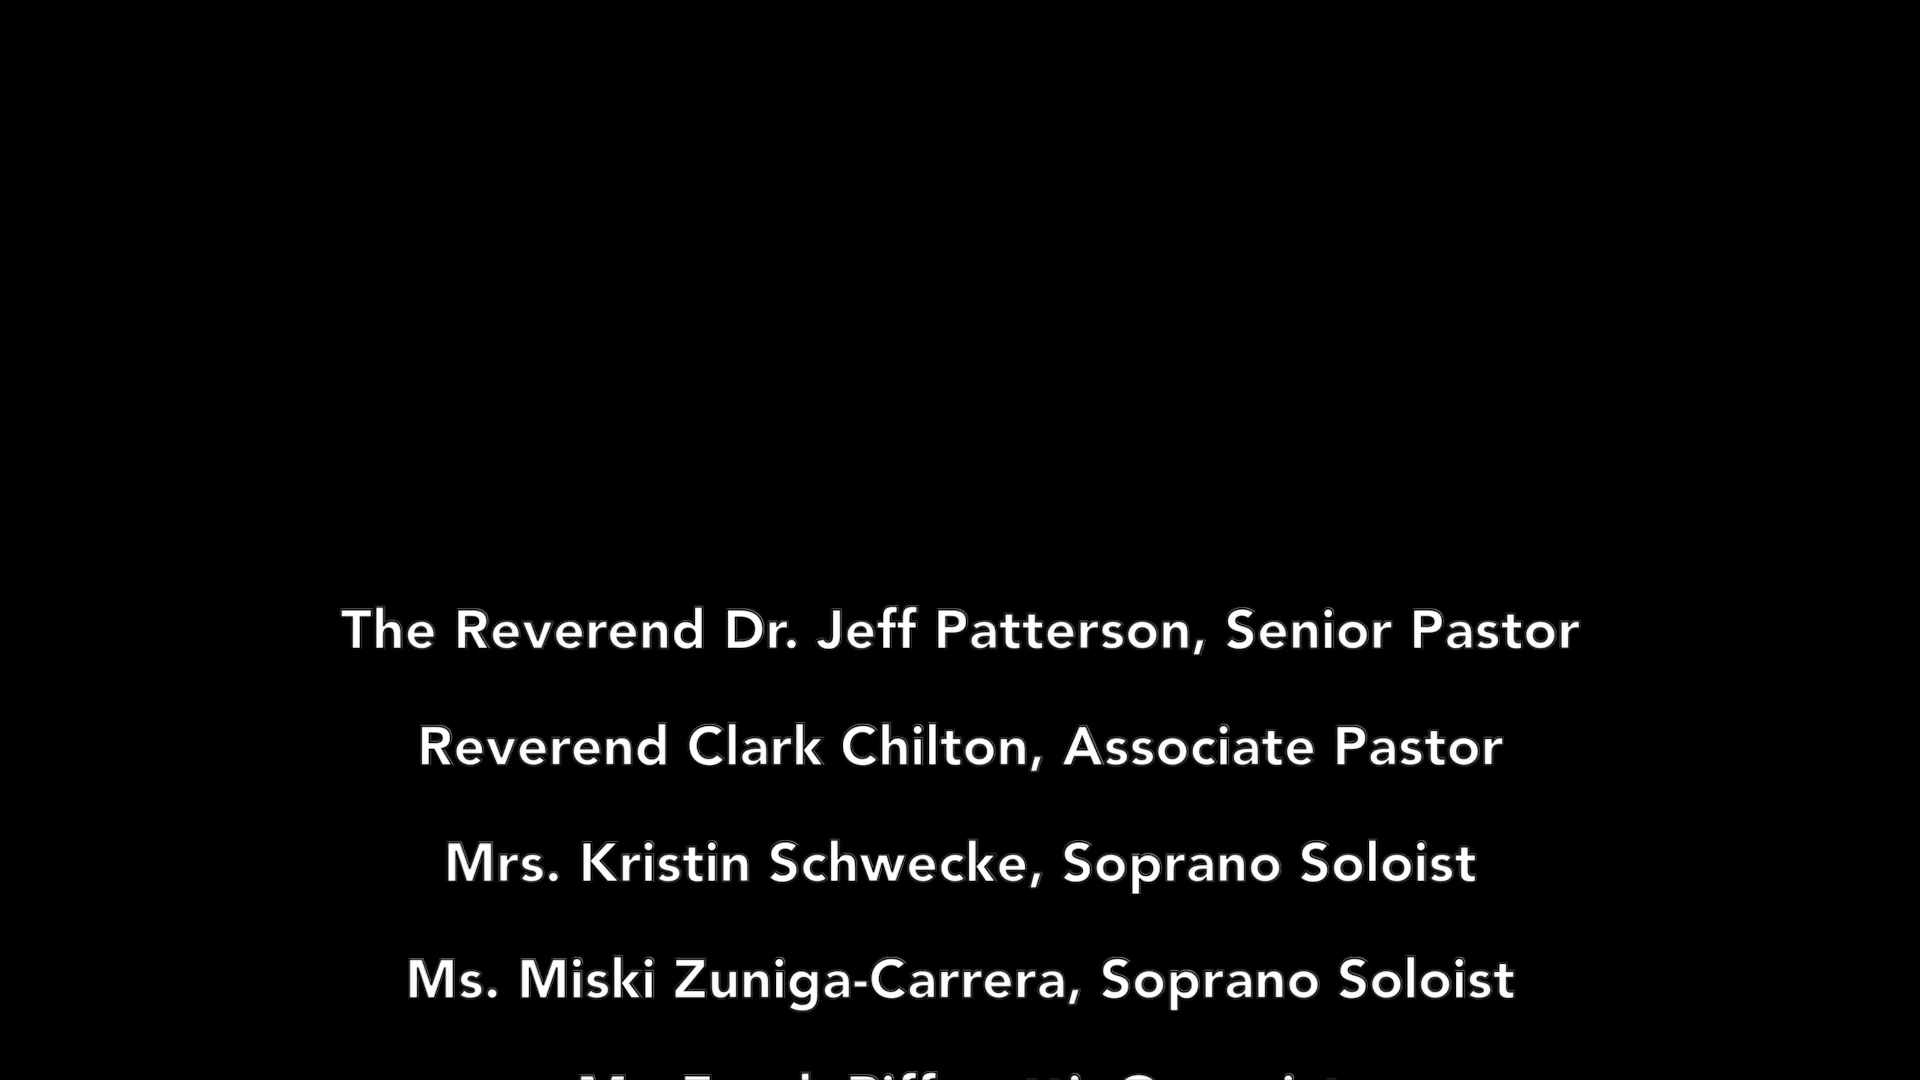 The Reverend Dr. Jeff Patterson, Senior Pastor
Reverend Clark Chilton, Associate Pastor
Mrs. Kristin Schwecke, Soprano Soloist
Ms. Miski Zuniga-Carrera, Soprano Soloist